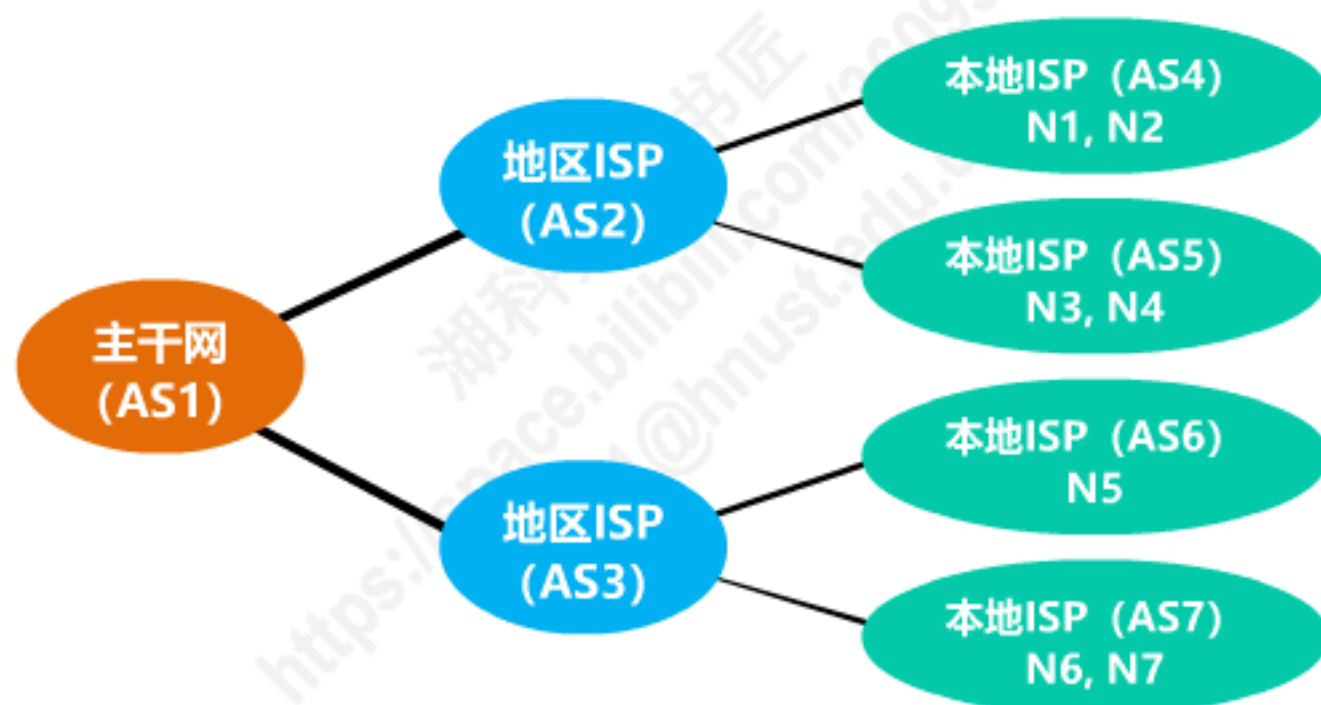 本地ISP（AS4）
N1, N2
地区ISP
（AS2）
本地ISP（AS5）
N3, N4
主干网
（AS1）
本地ISP（AS6）
N5
地区ISP
（AS3）
本地ISP（AS7）
N6, N7